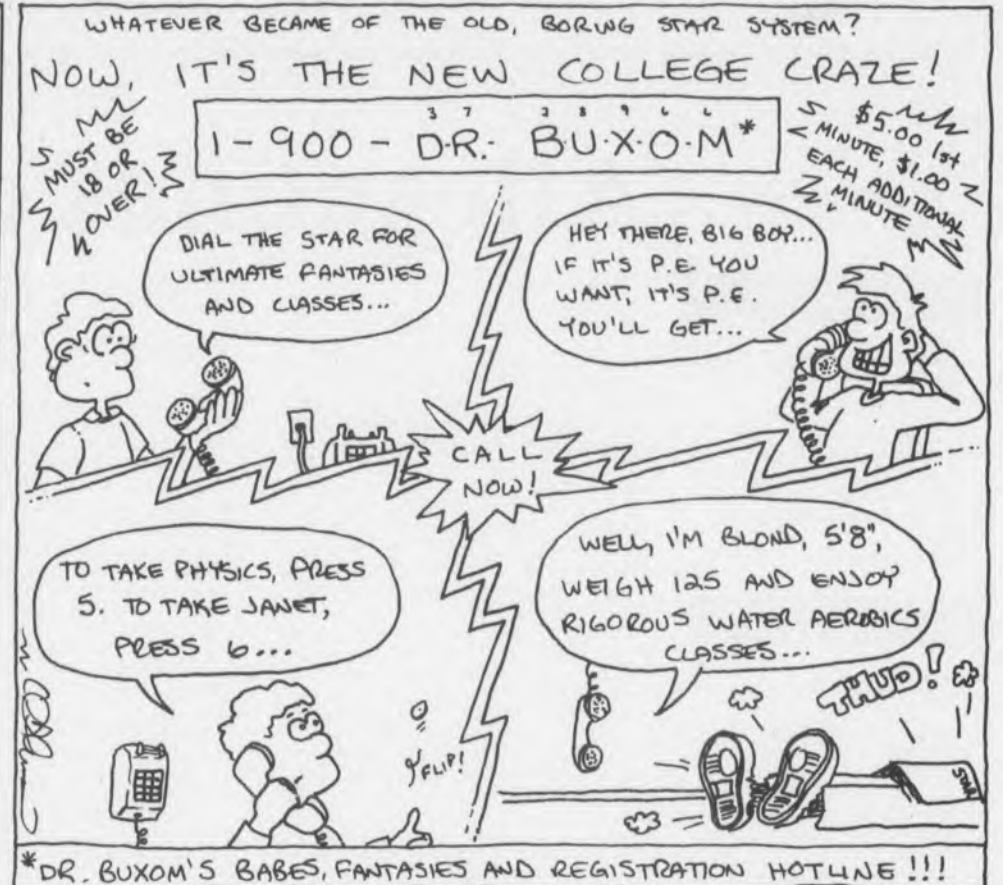 WHATEVER BECAME OF THE OLD, BORING STAR SYSTEM?
NOW, IT'S THE NEW COLLEGE CRAZE!
MUST BE
18 OR
OVER!
3 7 2 8 9 6 6
1-900-D.R. B.U.X.O.M*
$5.00 1st
MINUTE, $1.00
EACH ADDITIONAL
MINUTE
DIAL THE STAR FOR
ULTIMATE FANTASIES
AND CLASSES...
HEY THERE, BIG BOY...
IF IT'S P.E. YOU
WANT, IT'S P.E.
YOU'LL GET...
CALL
NOW!
TO TAKE PHYSICS, PRESS
5. TO TAKE JANET,
PRESS 6...
FLIP!
WELL, I'M BLOND, 5'8",
WEIGH 125 AND ENJOY
RIGOROUS WATER AEROBICS
CLASSES...
THUD!
STAR
*DR. BUXOM'S BABES, FANTASIES AND REGISTRATION HOTLINE!!!